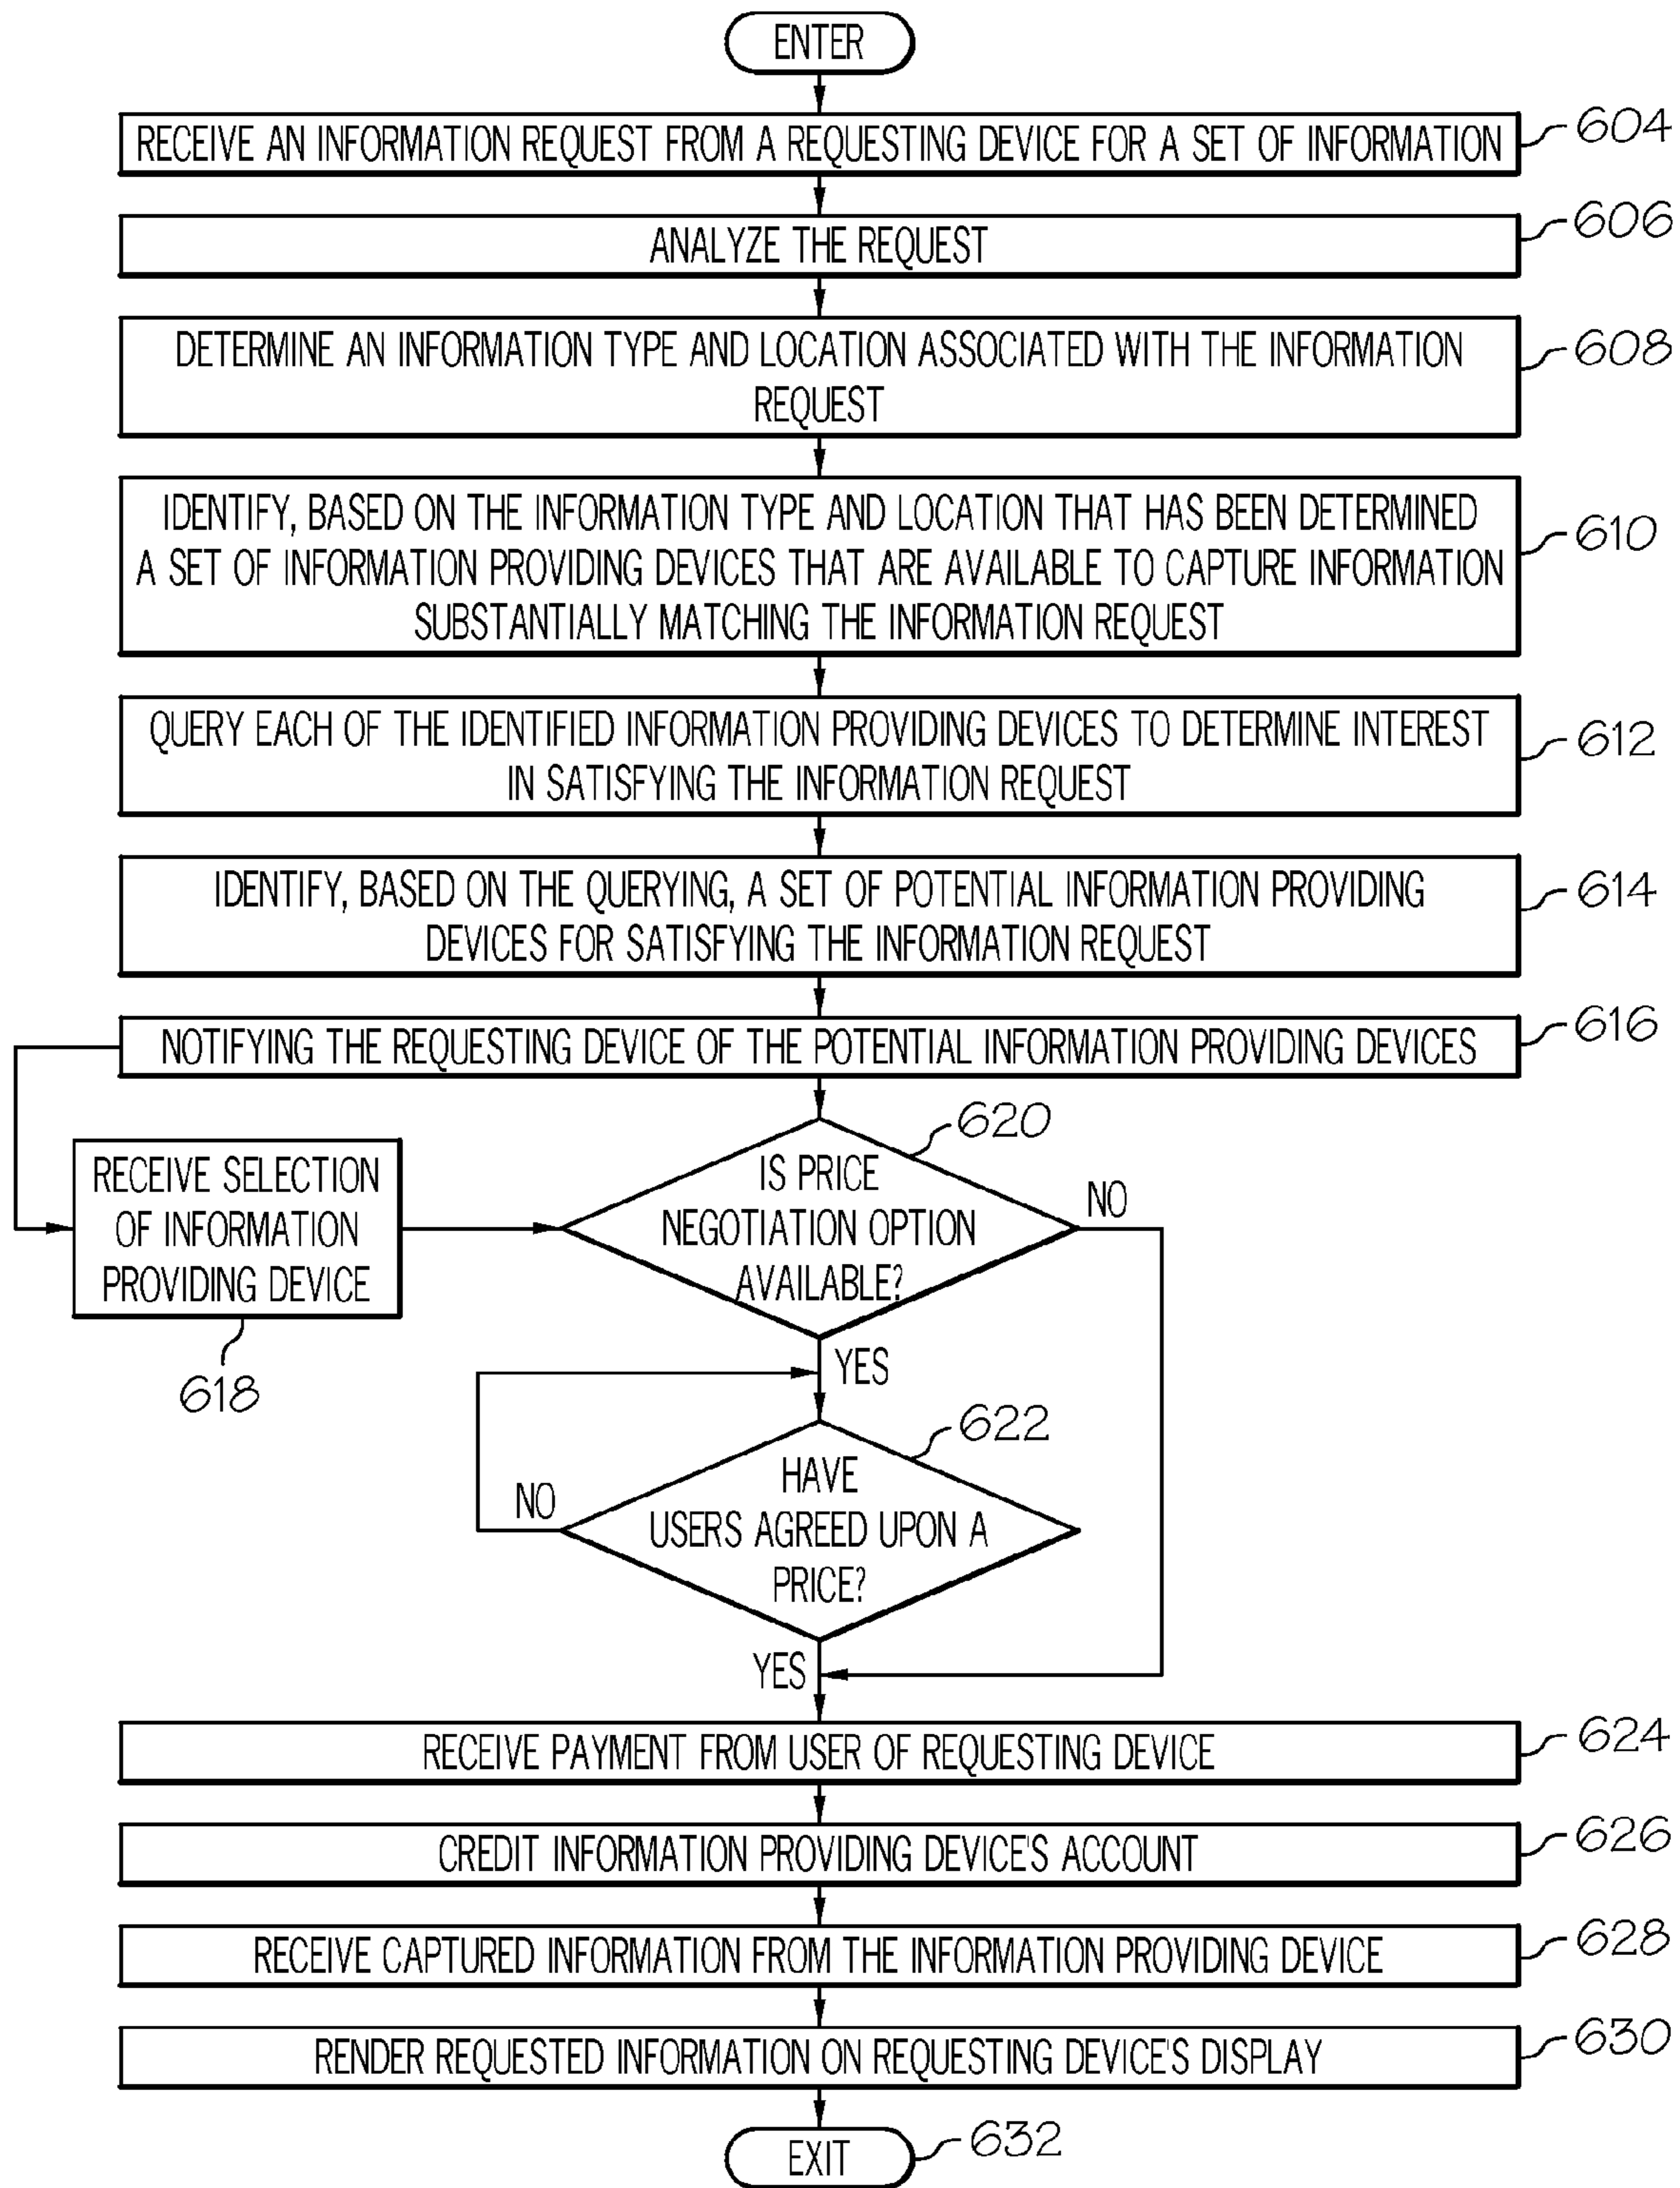 ENTER
RECEIVE AN INFORMATION REQUEST FROM A REQUESTING DEVICE FOR A SET OF INFORMATION
604
ANALYZE THE REQUEST
606
DETERMINE AN INFORMATION TYPE AND LOCATION ASSOCIATED WITH THE INFORMATION
REQUEST
608
IDENTIFY, BASED ON THE INFORMATION TYPE AND LOCATION THAT HAS BEEN DETERMINED
A SET OF INFORMATION PROVIDING DEVICES THAT ARE AVAILABLE TO CAPTURE INFORMATION
SUBSTANTIALLY MATCHING THE INFORMATION REQUEST
610
QUERY EACH OF THE IDENTIFIED INFORMATION PROVIDING DEVICES TO DETERMINE INTEREST
IN SATISFYING THE INFORMATION REQUEST
612
IDENTIFY, BASED ON THE QUERYING, A SET OF POTENTIAL INFORMATION PROVIDING
DEVICES FOR SATISFYING THE INFORMATION REQUEST
614
NOTIFYING THE REQUESTING DEVICE OF THE POTENTIAL INFORMATION PROVIDING DEVICES
616
RECEIVE SELECTION
OF INFORMATION
PROVIDING DEVICE
618
620
IS PRICE
NEGOTIATION OPTION
AVAILABLE?
NO
YES
622
HAVE
USERS AGREED UPON A
PRICE?
NO
YES
RECEIVE PAYMENT FROM USER OF REQUESTING DEVICE
624
CREDIT INFORMATION PROVIDING DEVICE'S ACCOUNT
626
RECEIVE CAPTURED INFORMATION FROM THE INFORMATION PROVIDING DEVICE
628
RENDER REQUESTED INFORMATION ON REQUESTING DEVICE'S DISPLAY
630
EXIT
632